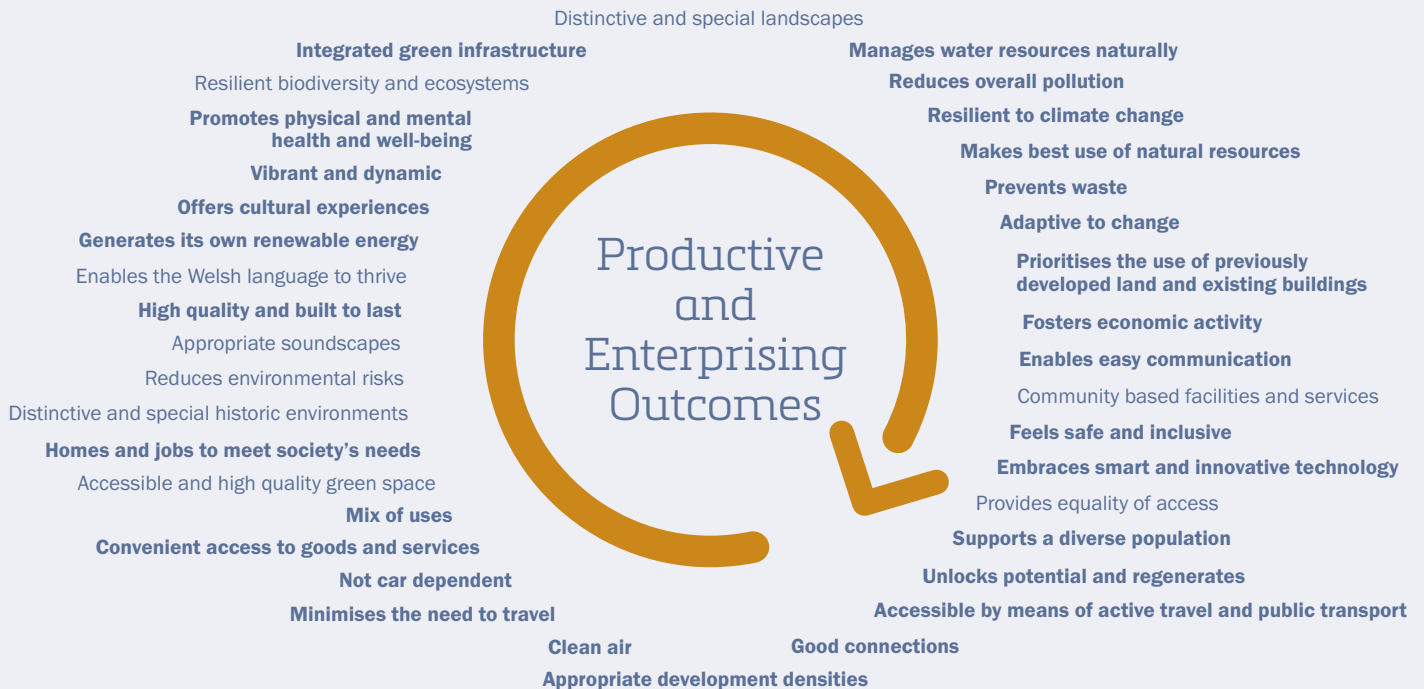 Distinctive and special landscapes
Integrated green infrastructure
Manages water resources naturally
Resilient biodiversity and ecosystems
Reduces overall pollution
Promotes physical and mental
health and well-being
Resilient to climate change
Vibrant and dynamic
Makes best use of natural resources
Offers cultural experiences
Prevents waste
Generates its own renewable energy
Adaptive to change
Enables the Welsh language to thrive
Prioritises the use of previously
developed land and existing buildings
High quality and built to last
Fosters economic activity
Appropriate soundscapes
Enables easy communication
Reduces environmental risks
Community based facilities and services
Distinctive and special historic environments
Feels safe and inclusive
Homes and jobs to meet society’s needs
Embraces smart and innovative technology
Accessible and high quality green space
Provides equality of access
Mix of uses
Supports a diverse population
Convenient access to goods and services
Unlocks potential and regenerates
Not car dependent
Accessible by means of active travel and public transport
Minimises the need to travel
Good connections
Clean air
Appropriate development densities
Productive
and
Enterprising
Outcomes